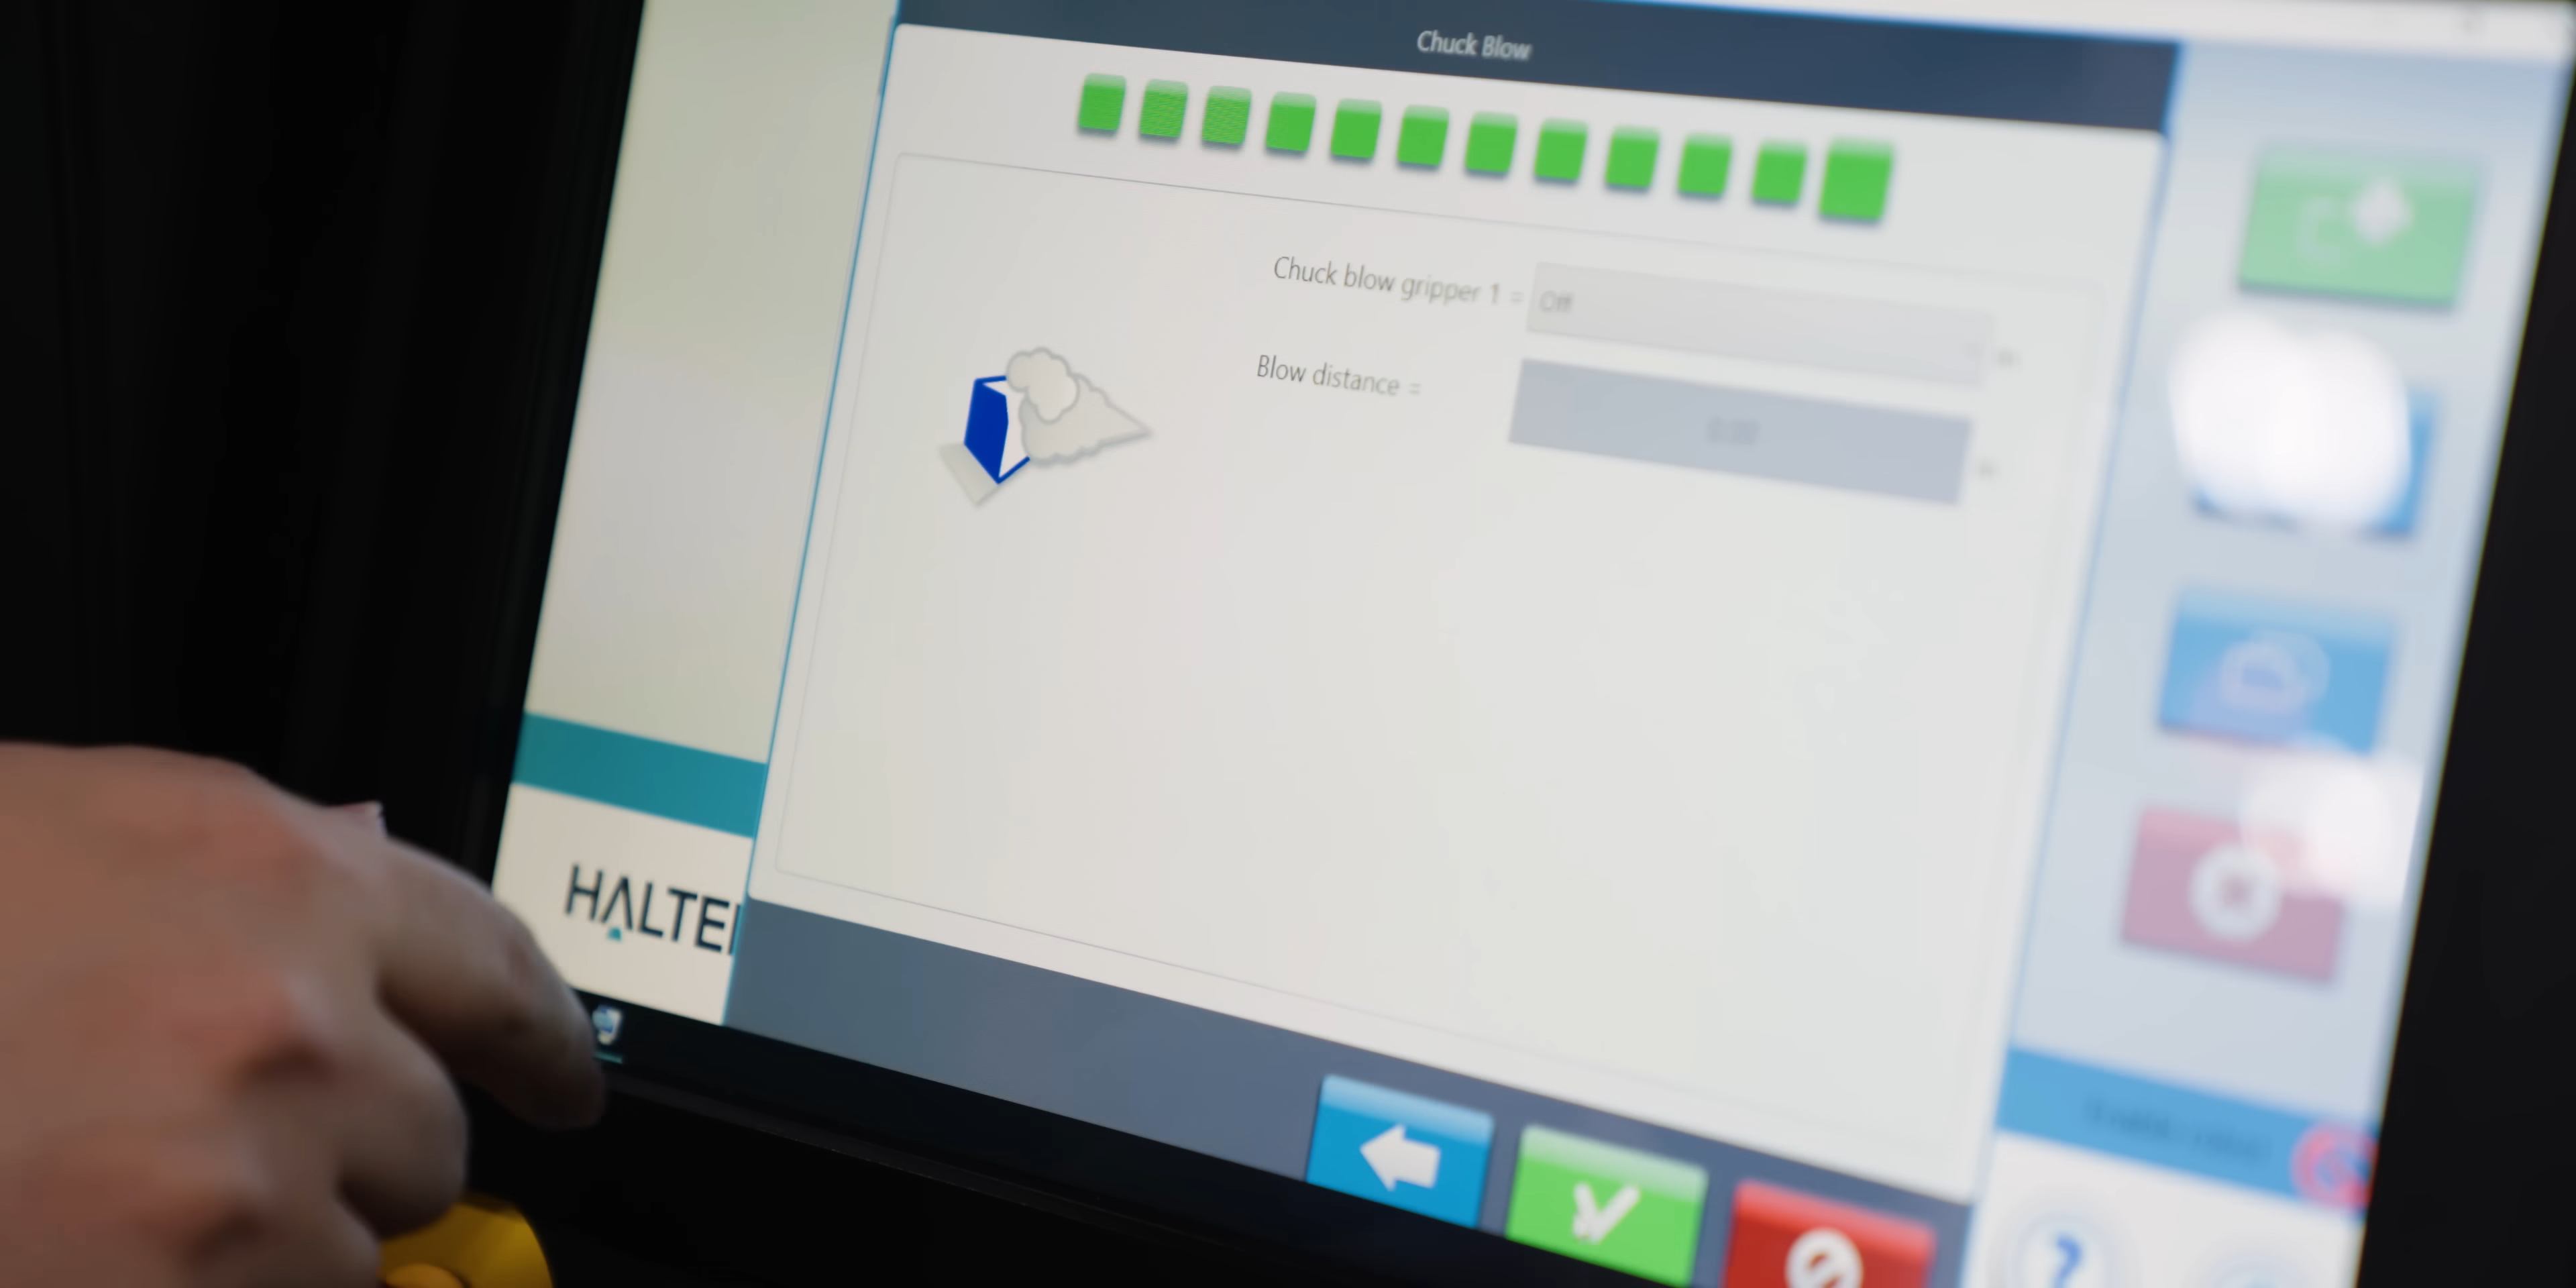 Chuck Blow
Chuck blow gripper 1 = Off
Blow distance =
HALTE
?